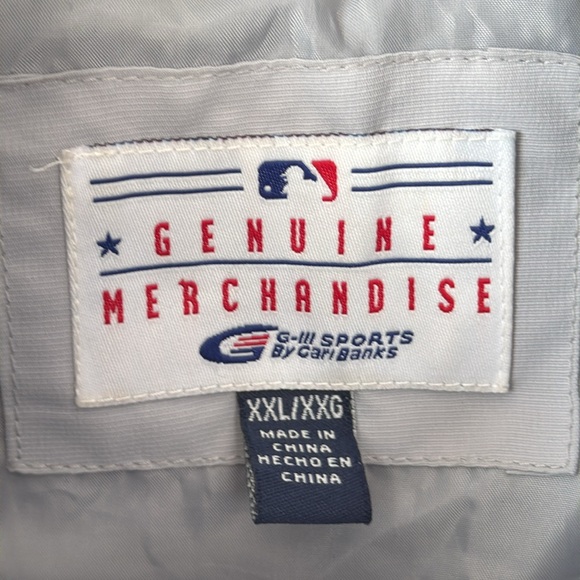 GENUINE
MERCHANDISE
G-III SPORTS
By Carl Banks
XXL/XXG
MADE IN
CHINA
HECHO EN
CHINA